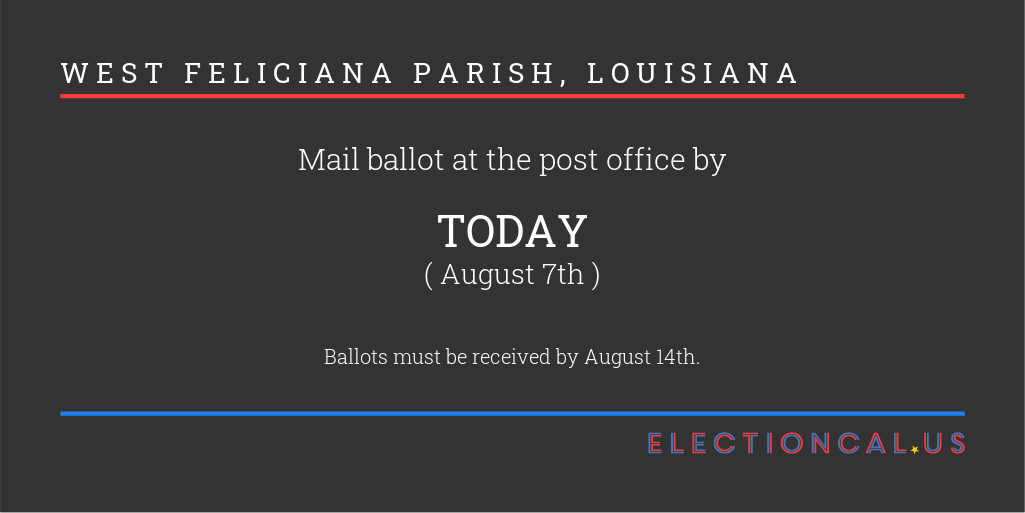 WEST FELICIANA PARISH, LOUISIANA
Mail ballot at the post office by
TODAY
( August 7th )
Ballots must be received by August 14th.
ELECTIONCAL.US